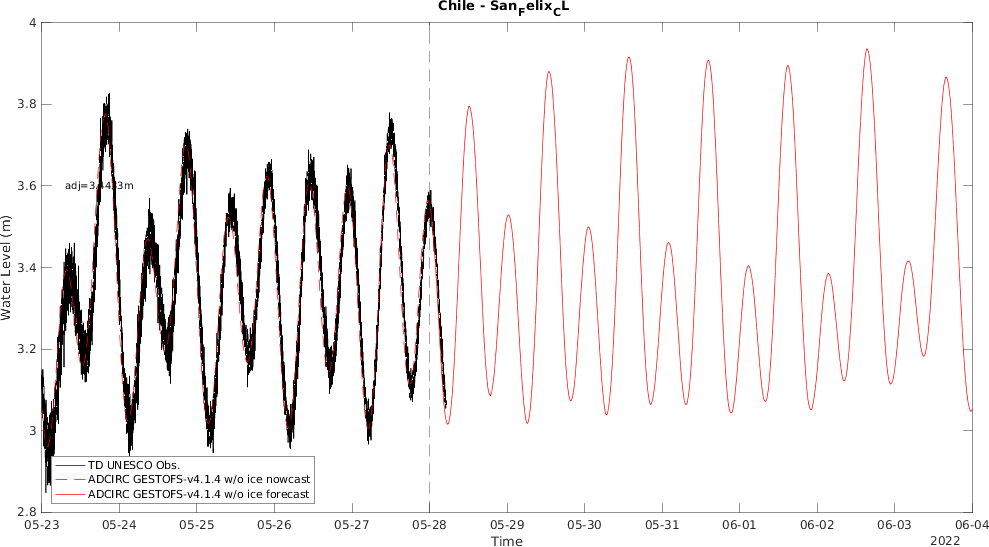 Chile - SanFelixCL
4
3.8
3.6
3.4
3.2
3
2.8
Water Level (m)
TD UNESCO Obs.
ADCIRC GESTOFS-v4.1.4 w/o ice nowcast
ADCIRC GESTOFS-v4.1.4 w/o ice forecast
05-23 05-24 05-25 05-26 05-27 05-28 05-29 05-30 05-31 06-01 06-02 06-03 06-04
Time
2022